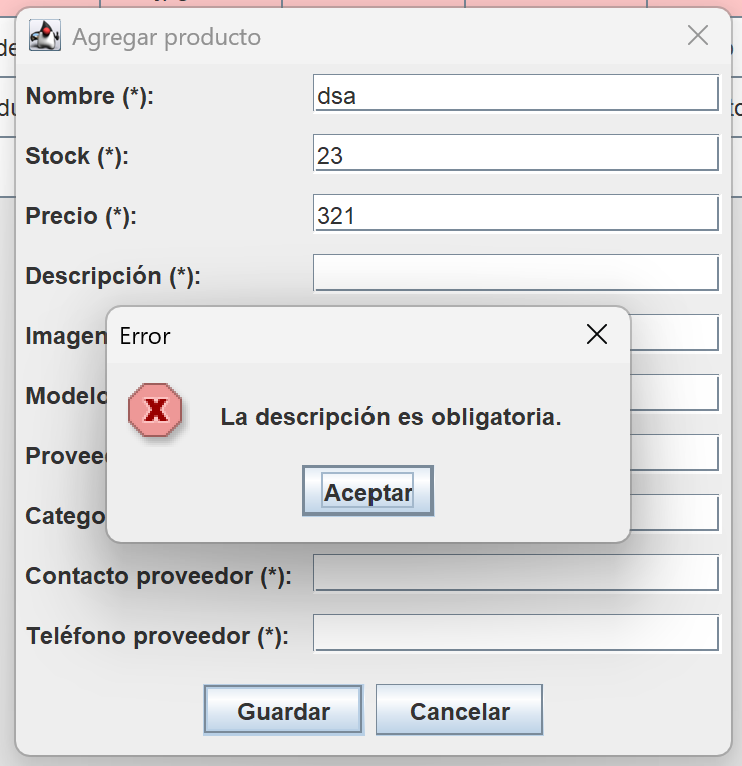 Agregar producto
Nombre (*):
dsa
Stock (*):
23
Precio (*):
321
Descripción (*):
Imagen
Error
La descripción es obligatoria.
Aceptar
Modelo
Provee
Catego
Contacto proveedor (*):
Teléfono proveedor (*):
Guardar
Cancelar